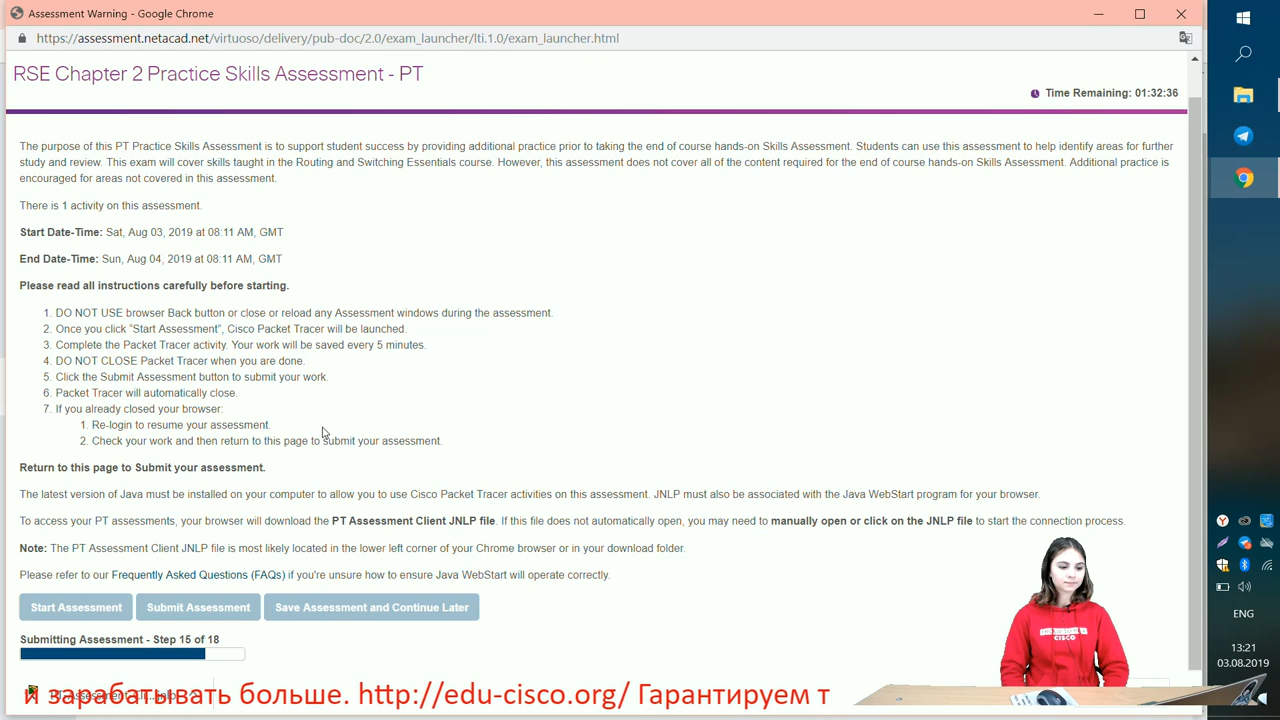 Assessment Warning - Google Chrome
https://assessment.netacad.net/virtuoso/delivery/pub-doc/2.0/exam_launcher/lti.1.0/exam_launcher.html
RSE Chapter 2 Practice Skills Assessment - PT
Time Remaining: 01:32:36
The purpose of this PT Practice Skills Assessment is to support student success by providing additional practice prior to taking the end of course hands-on Skills Assessment. Students can use this assessment to help identify areas for further
study and review. This exam will cover skills taught in the Routing and Switching Essentials course. However, this assessment does not cover all of the content required for the end of course hands-on Skills Assessment. Additional practice is
encouraged for areas not covered in this assessment.
There is 1 activity on this assessment.
Start Date-Time: Sat, Aug 03, 2019 at 08:11 AM, GMT
End Date-Time: Sun, Aug 04, 2019 at 08:11 AM, GMT
Please read all instructions carefully before starting.
1. DO NOT USE browser Back button or close or reload any Assessment windows during the assessment.
2. Once you click "Start Assessment", Cisco Packet Tracer will be launched.
3. Complete the Packet Tracer activity. Your work will be saved every 5 minutes.
4. DO NOT CLOSE Packet Tracer when you are done.
5. Click the Submit Assessment button to submit your work.
6. Packet Tracer will automatically close.
7. If you already closed your browser:
1. Re-login to resume your assessment.
2. Check your work and then return to this page to submit your assessment.
Return to this page to Submit your assessment.
The latest version of Java must be installed on your computer to allow you to use Cisco Packet Tracer activities on this assessment. JNLP must also be associated with the Java WebStart program for your browser.
To access your PT assessments, your browser will download the PT Assessment Client JNLP file. If this file does not automatically open, you may need to manually open or click on the JNLP file to start the connection process.
Note: The PT Assessment Client JNLP file is most likely located in the lower left corner of your Chrome browser or in your download folder.
Please refer to our Frequently Asked Questions (FAQs) if you're unsure how to ensure Java WebStart will operate correctly.
Start Assessment Submit Assessment Save Assessment and Continue Later
Submitting Assessment - Step 15 of 18
и зарабатывать больше. http://edu-cisco.org/ Гарантируем т
CISCO
ENG
13:21
03.08.2019